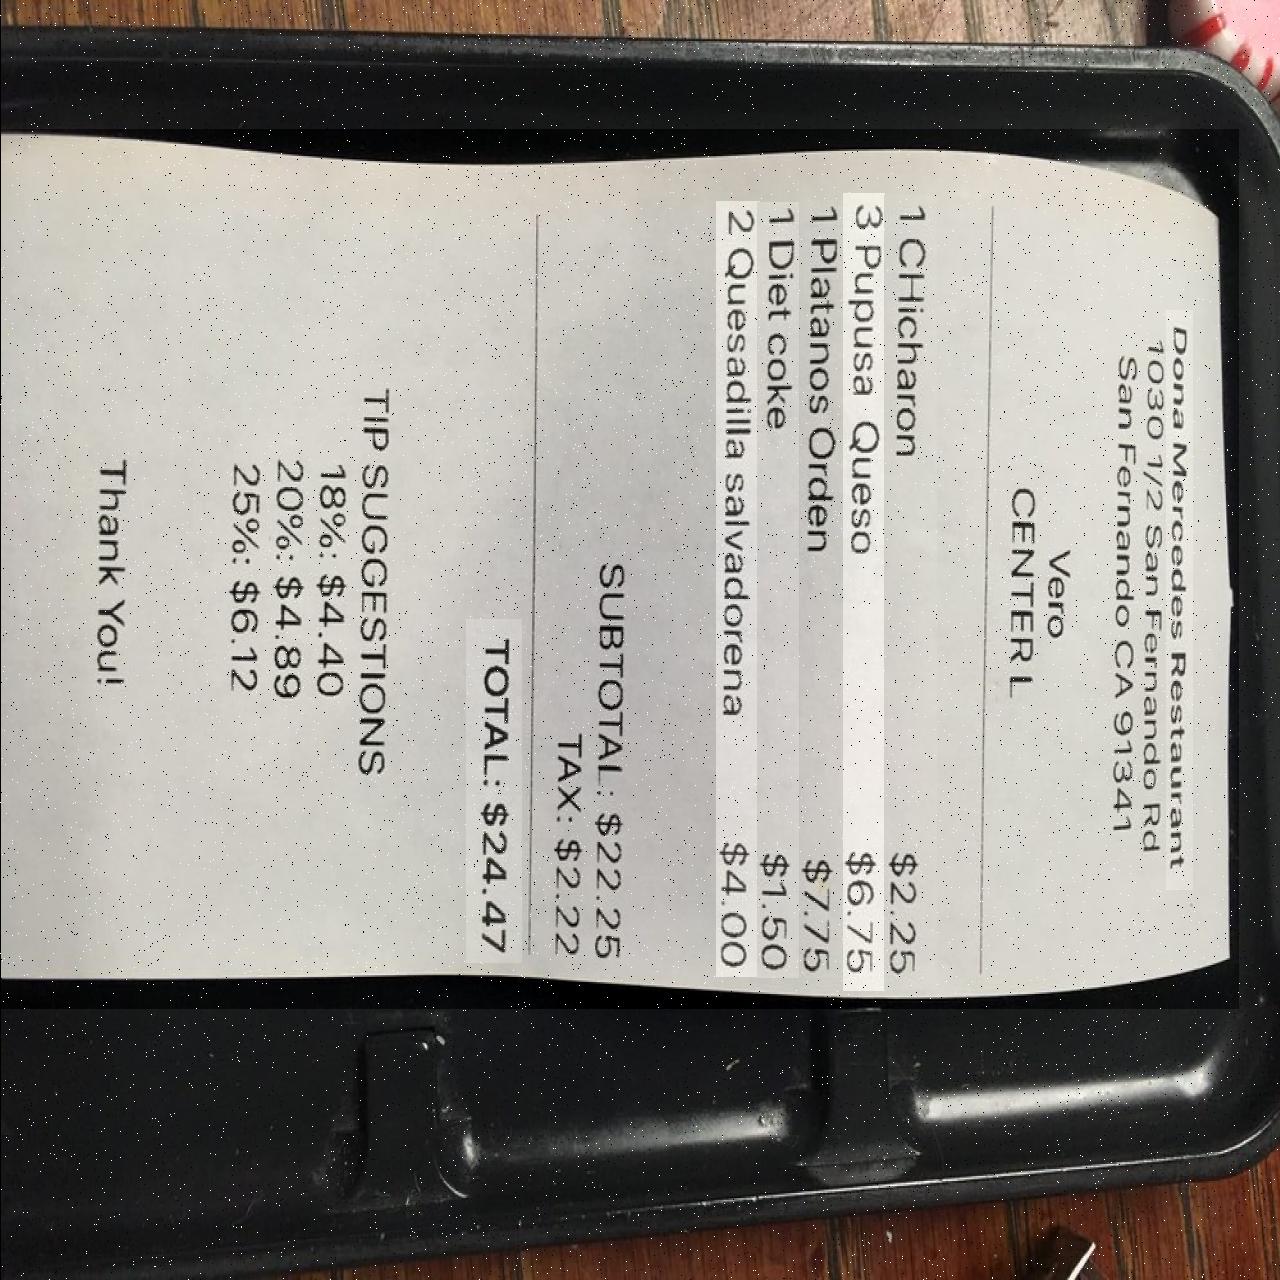 Dona Mercedes Restaurant
1030 1/2 San Fernando Rd
San Fernando CA 91341
Vero
CENTER L
1 CHicharon $2.25
3 Pupusa Queso $6.75
1 Platanos Orden $7.75
1 Diet coke $1.50
2 Quesadilla salvadorena $4.00
SUBTOTAL: $22.25
TAX: $2.22
TOTAL: $24.47
TIP SUGGESTIONS
18%: $4.40
20%: $4.89
25%: $6.12
Thank You!